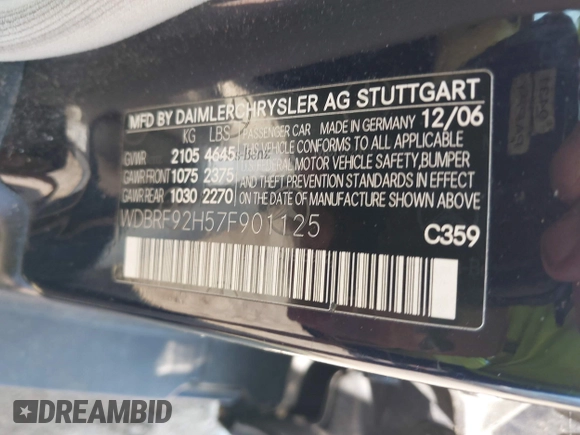 MFD BY DAIMLERCHRYSLER AG STUTTGART
KG LBS PASSENGER CAR MADE IN GERMANY 12/06
GVWR 2105 4645 THIS VEHICLE CONFORMS TO ALL APPLICABLE
GAWR FRONT 1075 2375 FEDERAL MOTOR VEHICLE SAFETY, BUMPER
GAWR REAR 1030 2270 AND THEFT PREVENTION STANDARDS IN EFFECT
ON THE DATE OF MANUFACTURE SHOWN ABOVE
WDBRF92H57F901125
C359
DREAMBID